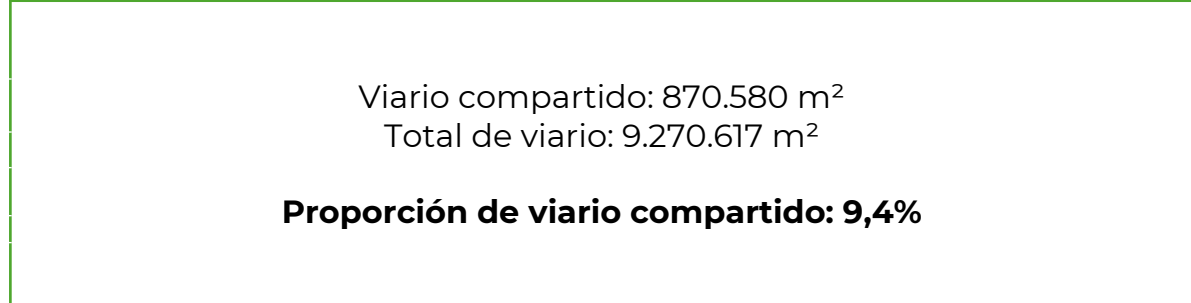 Viario compartido: 870.580 m²
Total de viario: 9.270.617 m²
Proporción de viario compartido: 9,4%